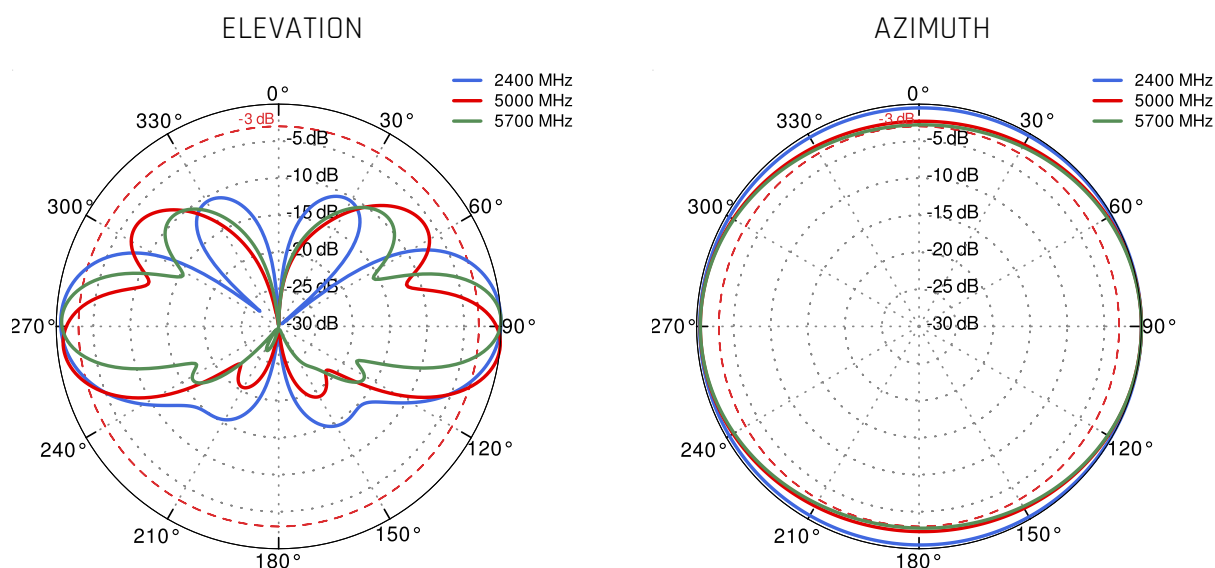 ELEVATION
2400 MHz
5000 MHz
5700 MHz
0°
330°
30°
-3 dB
-5 dB
-10 dB
300°
60°
-15 dB
-20 dB
-25 dB
270°
-30 dB
90°
240°
120°
210°
150°
180°
AZIMUTH
2400 MHz
5000 MHz
5700 MHz
0°
330°
30°
-3 dB
-5 dB
-10 dB
300°
60°
-15 dB
-20 dB
-25 dB
270°
-30 dB
90°
240°
120°
210°
150°
180°